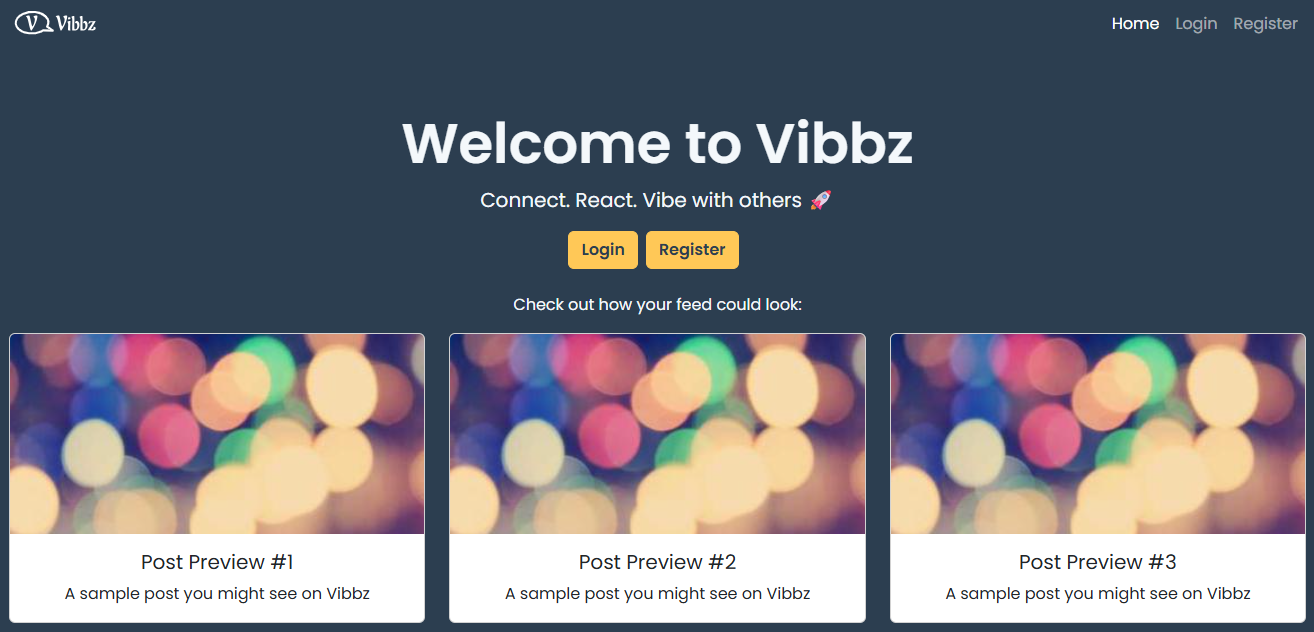 V Vibbz
Home Login Register
Welcome to Vibbz
Connect. React. Vibe with others 🚀
Login Register
Check out how your feed could look:
Post Preview #1
A sample post you might see on Vibbz
Post Preview #2
A sample post you might see on Vibbz
Post Preview #3
A sample post you might see on Vibbz